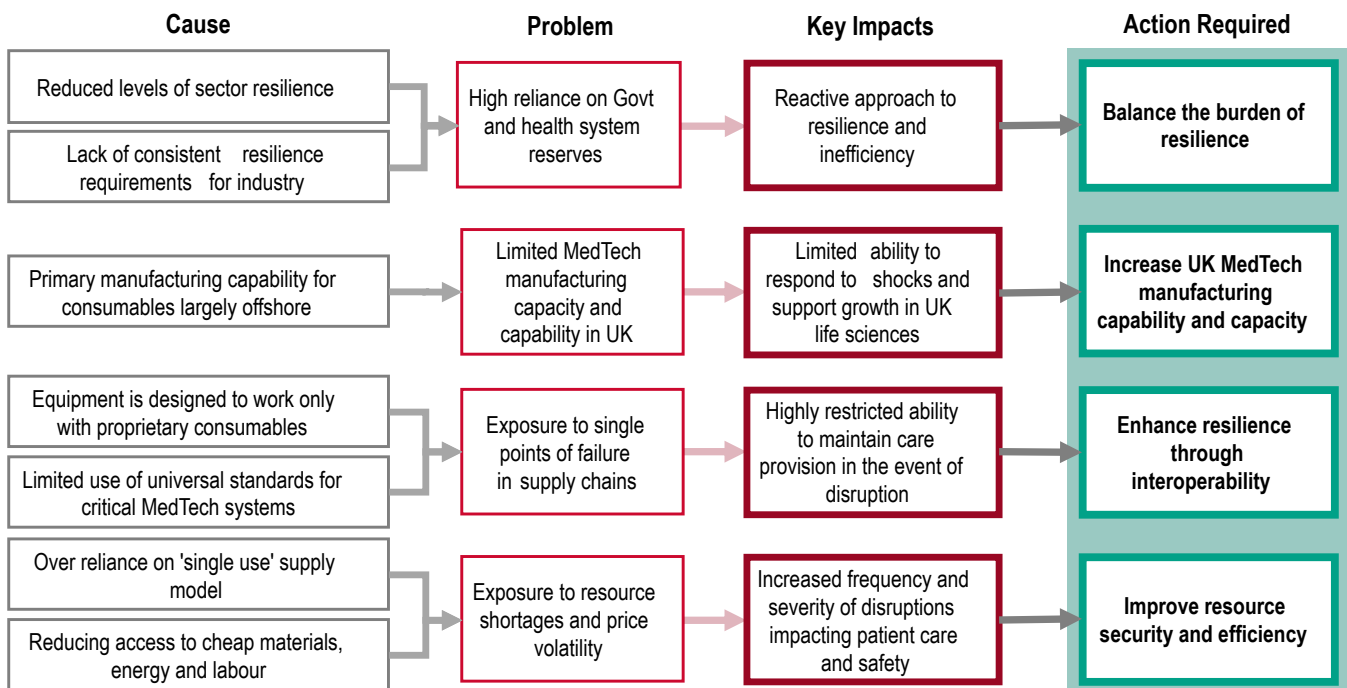 Cause
Problem
Key Impacts
Action Required
Reduced levels of sector resilience
Lack of consistent resilience
requirements for industry
High reliance on Govt
and health system
reserves
Reactive approach to
resilience and
inefficiency
Balance the burden of
resilience
Primary manufacturing capability for
consumables largely offshore
Limited MedTech
manufacturing
capacity and
capability in UK
Limited ability to
respond to shocks and
support growth in UK
life sciences
Increase UK MedTech
manufacturing
capability and capacity
Equipment is designed to work only
with proprietary consumables
Limited use of universal standards for
critical MedTech systems
Exposure to single
points of failure
in supply chains
Highly restricted ability
to maintain care
provision in the event of
disruption
Enhance resilience
through
interoperability
Over reliance on 'single use' supply
model
Reducing access to cheap materials,
energy and labour
Exposure to resource
shortages and price
volatility
Increased frequency and
severity of disruptions
impacting patient care
and safety
Improve resource
security and efficiency